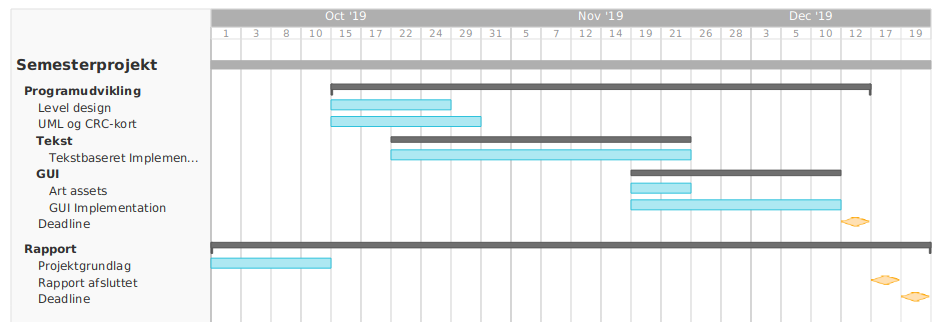 Oct '19 Nov '19 Dec '19
1 3 8 10 15 17 22 24 29 31 5 7 12 14 19 21 26 28 3 5 10 12 17 19
Semesterprojekt
Programudvikling
Level design
UML og CRC-kort
Tekst
Tekstbaseret Implemen...
GUI
Art assets
GUI Implementation
Deadline
Rapport
Projektgrundlag
Rapport afsluttet
Deadline